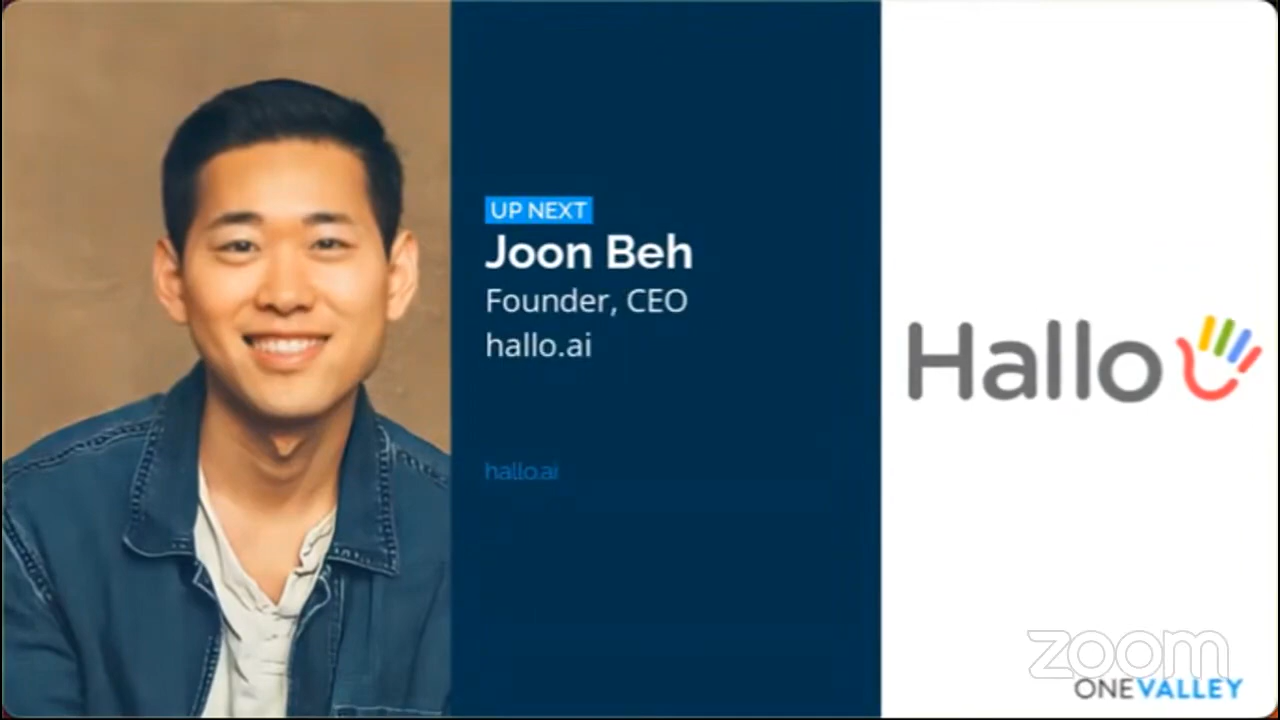 UP NEXT
Joon Beh
Founder, CEO
hallo.ai
hallo.ai
Hallo
zoom
ONEVALLEY